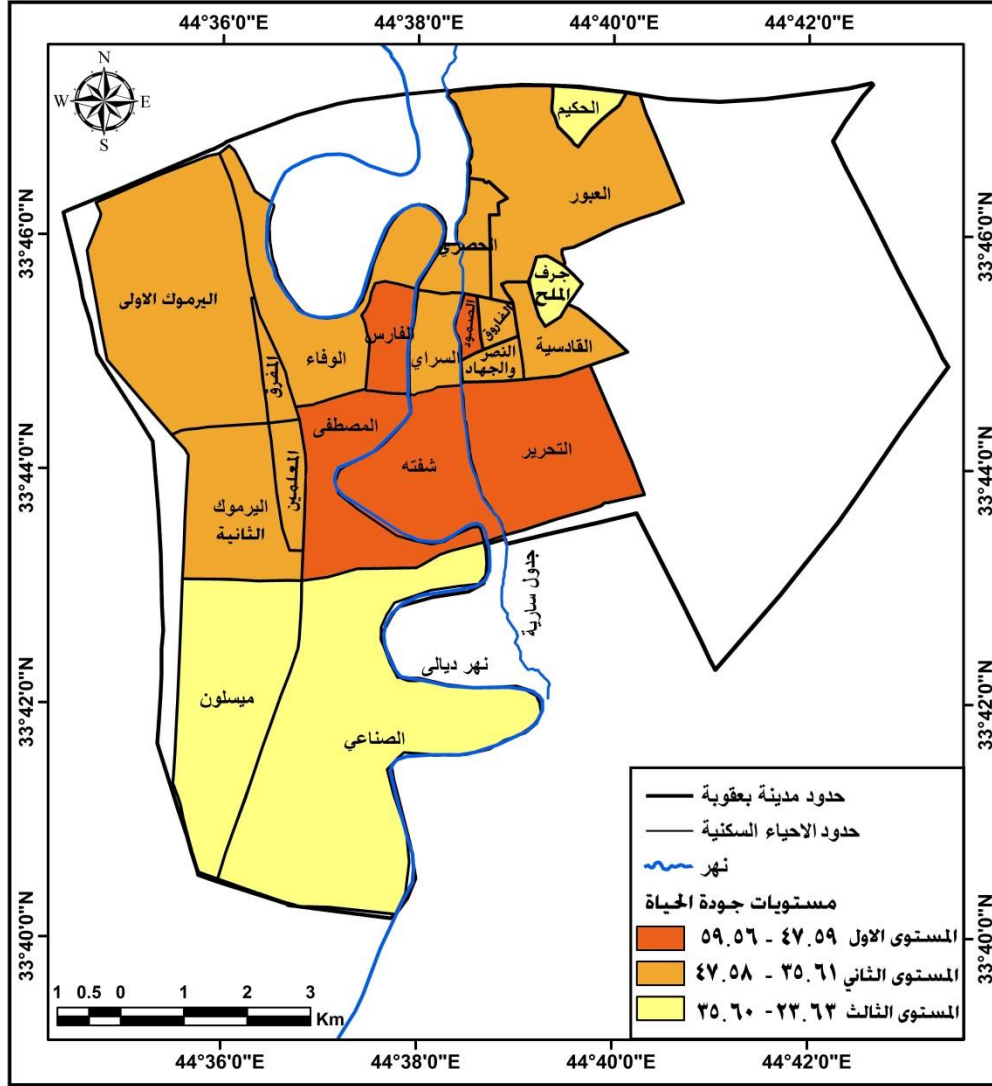 44°36'0"E
44°38'0"E
44°40'0"E
44°42'0"E
N
W E
S
33°46'0"N
33°44'0"N
33°42'0"N
33°40'0"N
33°46'0"N
33°44'0"N
33°42'0"N
33°40'0"N
الحكيم
العبور
الحصري
جرف
الملح
اليرموك الاولى
المفرق
الوفاء
الفارس
السراي
الصمود
الفاروق
النصر
والجهاد
القادسية
المصطفى
شفته
التحرير
المعلمين
اليرموك
الثانية
جدول سارية
نهر ديالى
ميسلون
الصناعي
حدود مدينة بعقوبة
حدود الاحياء السكنية
نهر
مستويات جودة الحياة
المستوى الاول ٤٧.٥٩ - ٥٩.٥٦
المستوى الثاني ٣٥.٦١ - ٤٧.٥٨
المستوى الثالث ٢٣.٦٣ - ٣٥.٦٠
1 0.5 0 1 2 3
Km
44°36'0"E
44°38'0"E
44°40'0"E
44°42'0"E